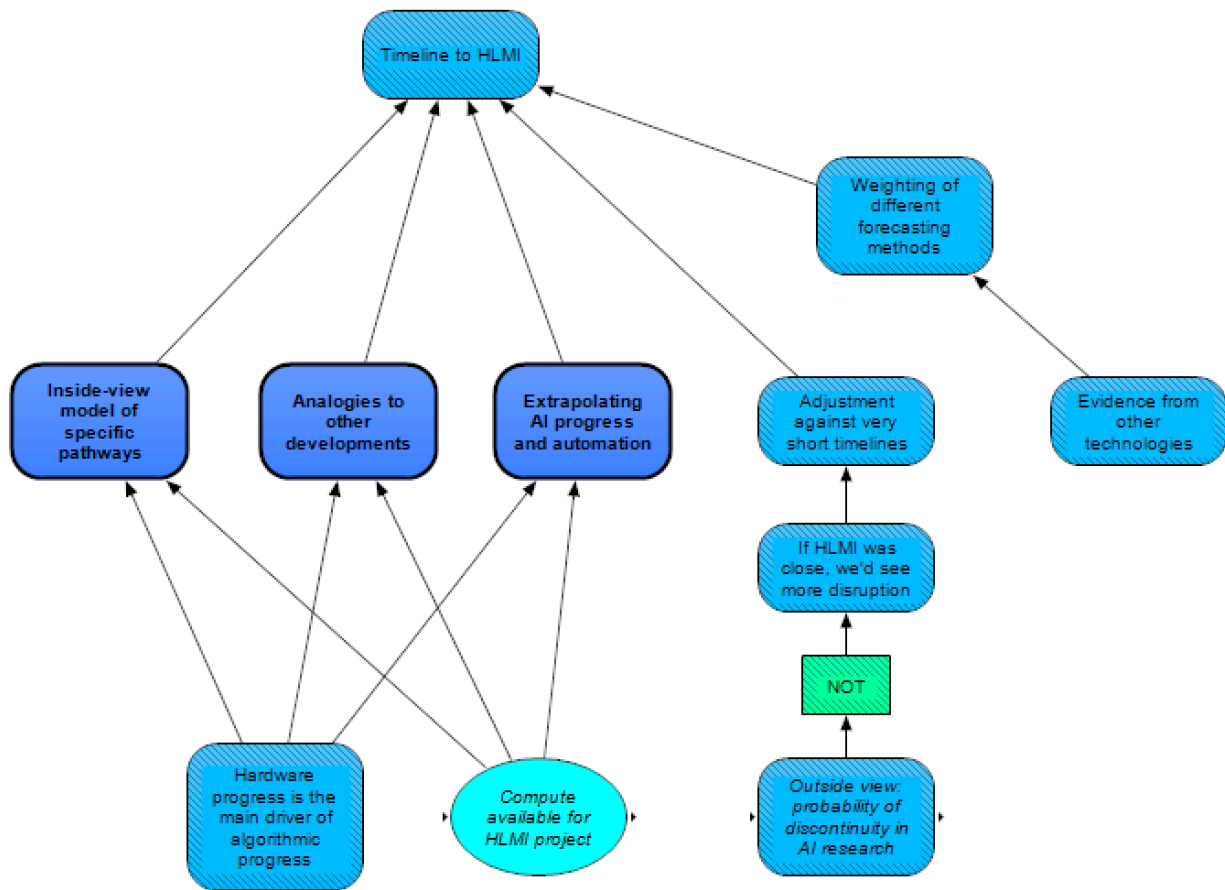 Timeline to HLMI
Weighting of
different
forecasting
methods
Inside-view
model of
specific
pathways
Analogies to
other
developments
Extrapolating
AI progress
and automation
Adjustment
against very
short timelines
Evidence from
other
technologies
If HLMI was
close, we'd see
more disruption
NOT
Hardware
progress is the
main driver of
algorithmic
progress
Compute
available for
HLMI project
Outside view:
probability of
discontinuity in
AI research